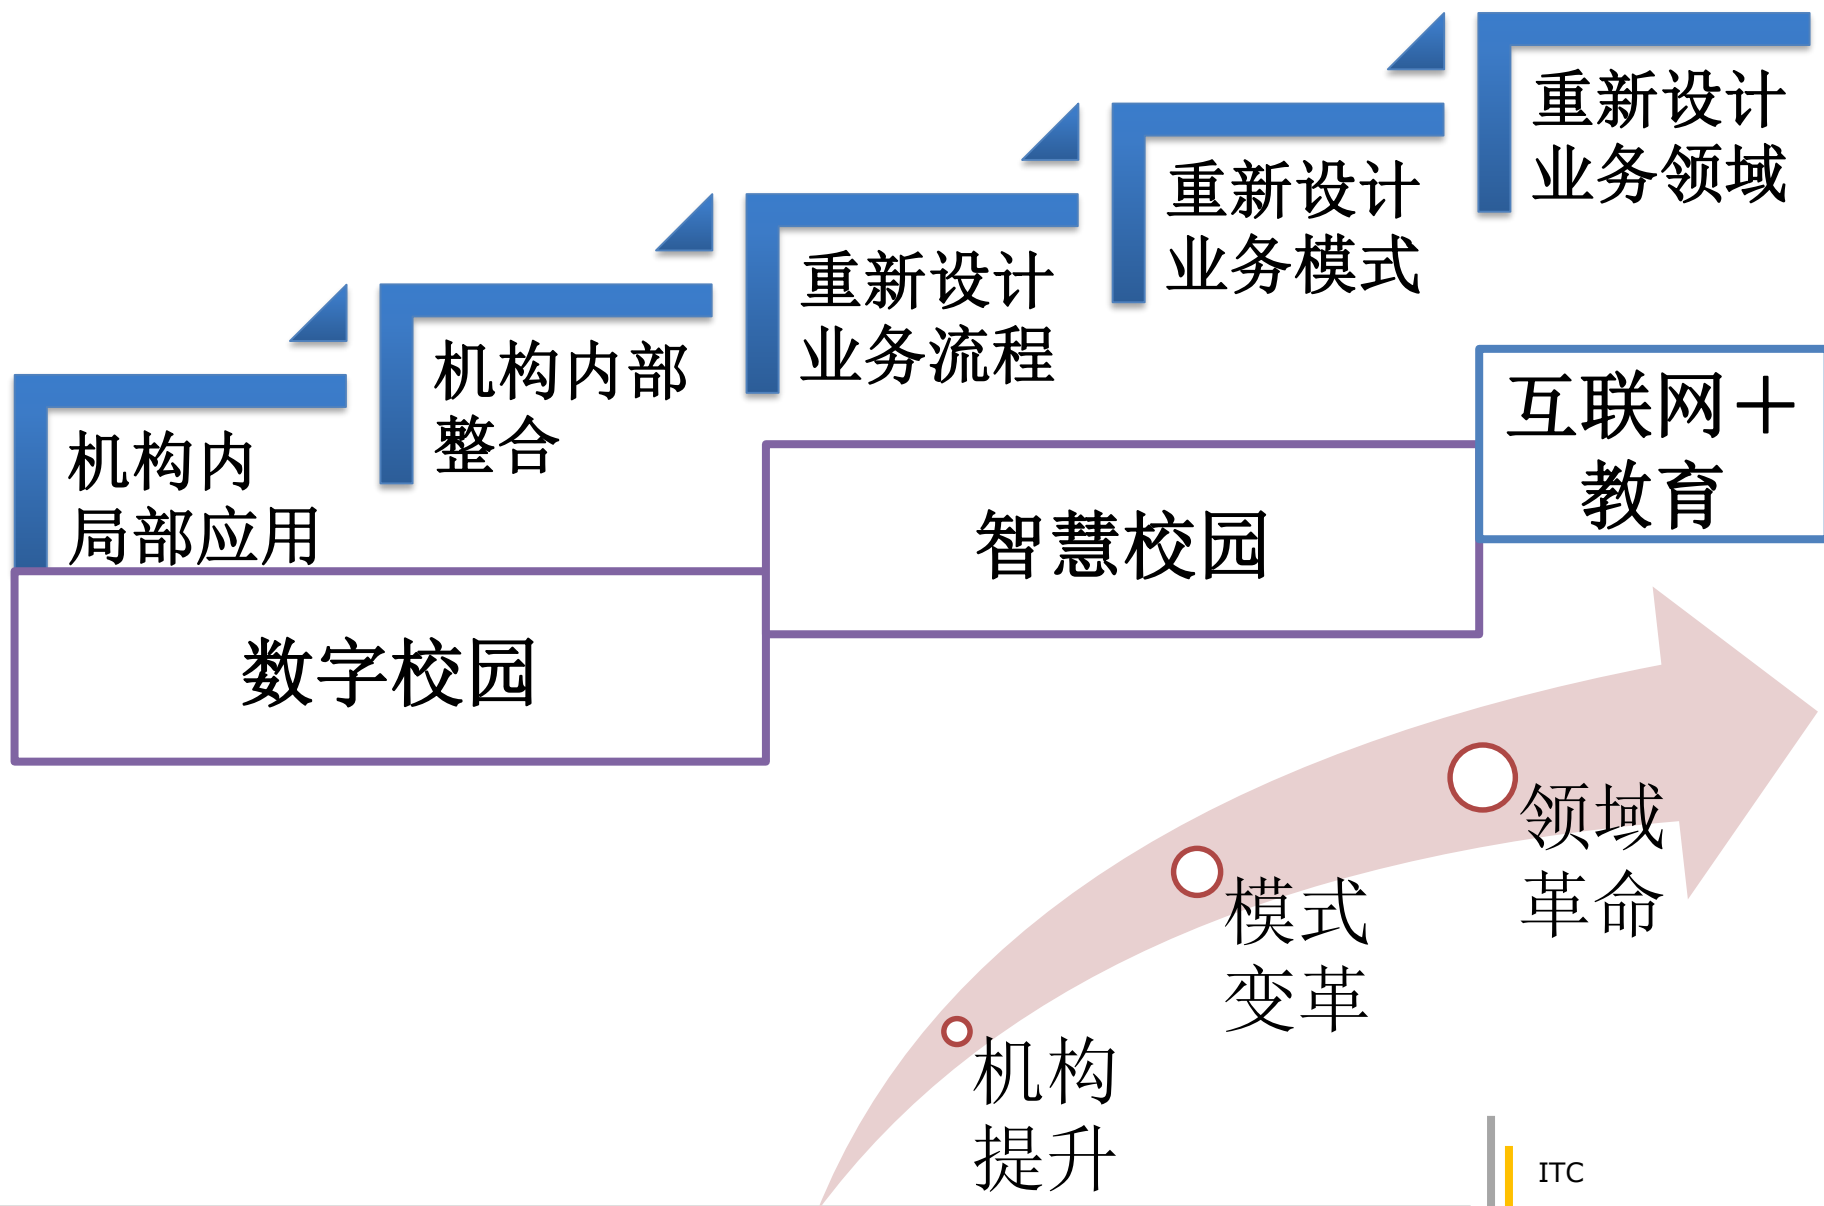 重新设计
业务领域
重新设计
业务模式
重新设计
业务流程
机构内部
整合
机构内
局部应用
互联网＋
教育
智慧校园
数字校园
领域
革命
模式
变革
机构
提升
ITC